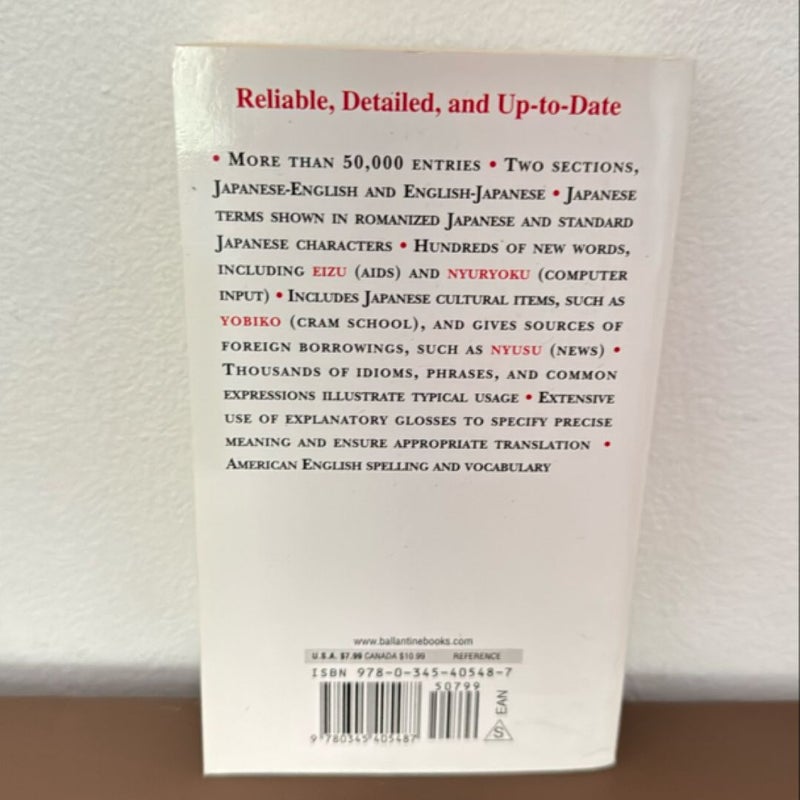 Reliable, Detailed, and Up-to-Date
• MORE THAN 50,000 ENTRIES • TWO SECTIONS,
JAPANESE-ENGLISH AND ENGLISH-JAPANESE • JAPANESE
TERMS SHOWN IN ROMANIZED JAPANESE AND STANDARD
JAPANESE CHARACTERS • HUNDREDS OF NEW WORDS,
INCLUDING EIZU (AIDS) AND NYURYOKU (COMPUTER
INPUT) • INCLUDES JAPANESE CULTURAL ITEMS, SUCH AS
YOBIKO (CRAM SCHOOL), AND GIVES SOURCES OF
FOREIGN BORROWINGS, SUCH AS NYUSU (NEWS) •
THOUSANDS OF IDIOMS, PHRASES, AND COMMON
EXPRESSIONS ILLUSTRATE TYPICAL USAGE • EXTENSIVE
USE OF EXPLANATORY GLOSSES TO SPECIFY PRECISE
MEANING AND ENSURE APPROPRIATE TRANSLATION •
AMERICAN ENGLISH SPELLING AND VOCABULARY
www.ballantinebooks.com
U.S.A. $7.99 CANADA $10.99 REFERENCE
ISBN 978-0-345-40548-7
50799
9 780345 405487
EAN
S